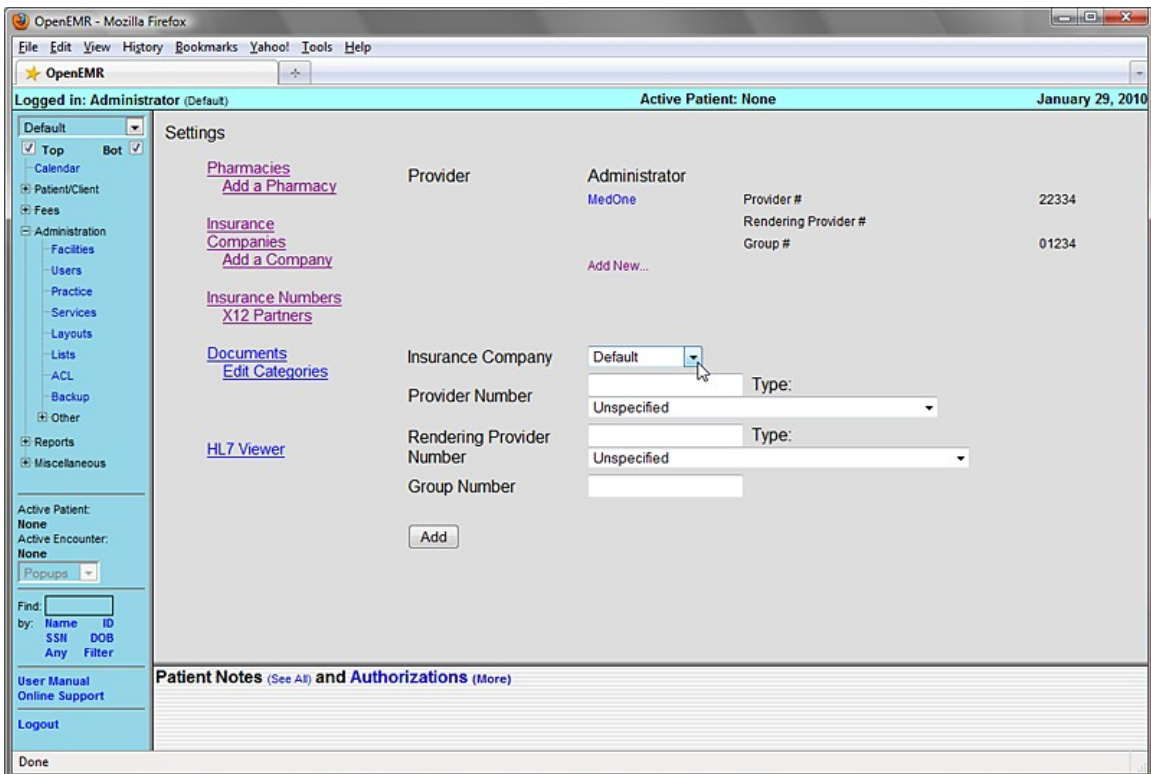 OpenEMR - Mozilla Firefox
File Edit View History Bookmarks Yahoo! Tools Help
OpenEMR
Logged in: Administrator (Default) Active Patient: None January 29, 2010
Default
Top Bot
Calendar
Patient/Client
Fees
Administration
Facilities
Users
Practice
Services
Layouts
Lists
ACL
Backup
Other
Reports
Miscellaneous
Active Patient:
None
Active Encounter:
None
Popups
Find:
by: Name ID
SSN DOB
Any Filter
User Manual
Online Support
Logout
Settings
Pharmacies
Add a Pharmacy
Insurance
Companies
Add a Company
Insurance Numbers
X12 Partners
Documents
Edit Categories
HL7 Viewer
Provider Administrator
MedOne Provider # 22334
Rendering Provider #
Group # 01234
Add New...
Insurance Company Default
Provider Number Type:
Unspecified
Rendering Provider Type:
Number Unspecified
Group Number
Add
Patient Notes (See All) and Authorizations (More)
Done